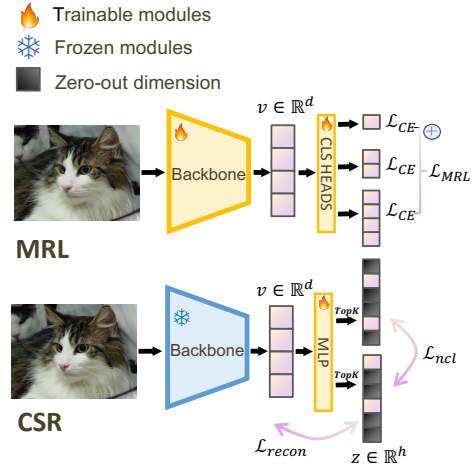 Trainable modules
Frozen modules
Zero-out dimension
v ∈ ℝ^d
Backbone
CLS HEADS
ℒ_CE
ℒ_CE
ℒ_CE
ℒ_MRL
MRL
v ∈ ℝ^d
Backbone
MLP
TopK
TopK
ℒ_ncl
CSR
ℒ_recon
z ∈ ℝ^h